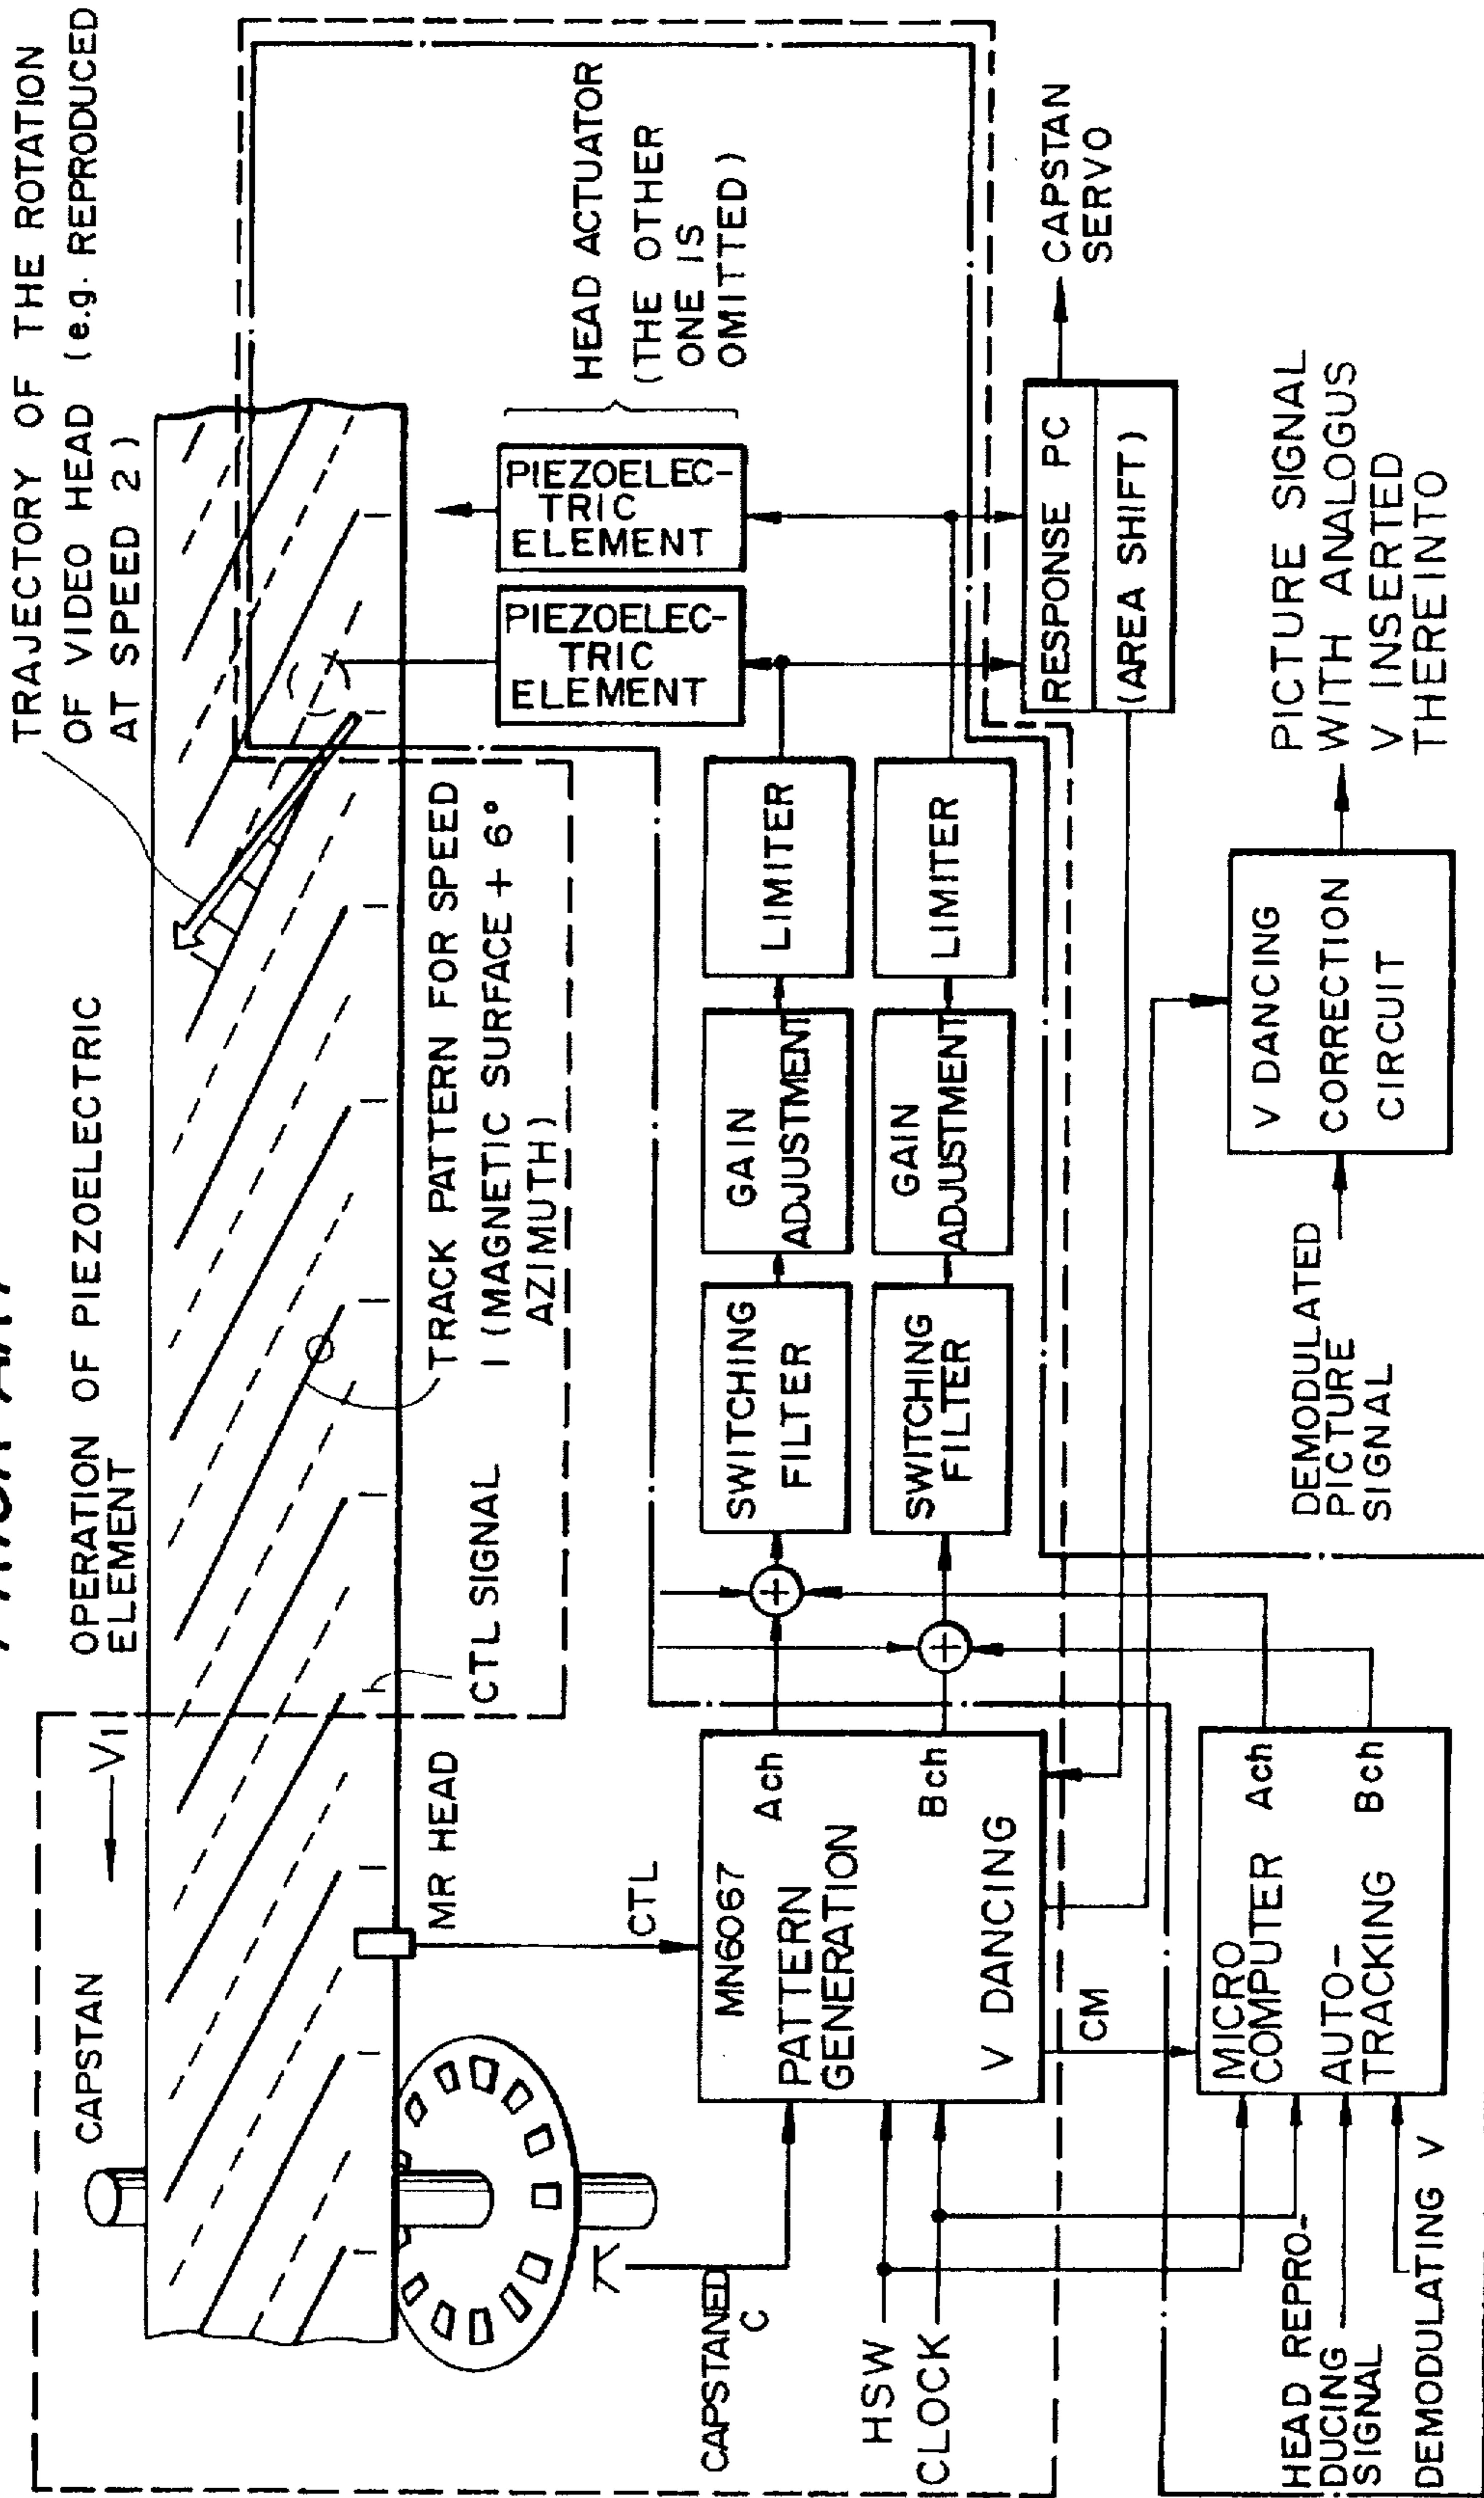 TRAJECTORY OF THE ROTATION
OF VIDEO HEAD (e.g. REPRODUCED
AT SPEED 2)
OPERATION OF PIEZOELECTRIC
ELEMENT
V1
CAPSTAN
HEAD ACTUATOR
(THE OTHER
ONE IS
OMITTED)
TRACK PATTERN FOR SPEED
1 (MAGNETIC SURFACE + 6°
AZIMUTH)
CTL SIGNAL
MR HEAD
CTL
PIEZOELEC-
TRIC
ELEMENT
PIEZOELEC-
TRIC
ELEMENT
CAPSTAN
SERVO
RESPONSE PC
(AREA SHIFT)
LIMITER
LIMITER
GAIN
ADJUSTMENT
GAIN
ADJUSTMENT
SWITCHING
FILTER
SWITCHING
FILTER
MN6067
PATTERN
GENERATION
V DANCING
Ach
Bch
C
HSW
CLOCK
CM
MICRO
COMPUTER
AUTO-
TRACKING
Ach
Bch
HEAD REPRO-
DUCING
SIGNAL
DEMODULATING V
DEMODULATED
PICTURE
SIGNAL
V DANCING
CORRECTION
CIRCUIT
PICTURE SIGNAL
WITH ANALOGUS
V INSERTED
THEREINTO